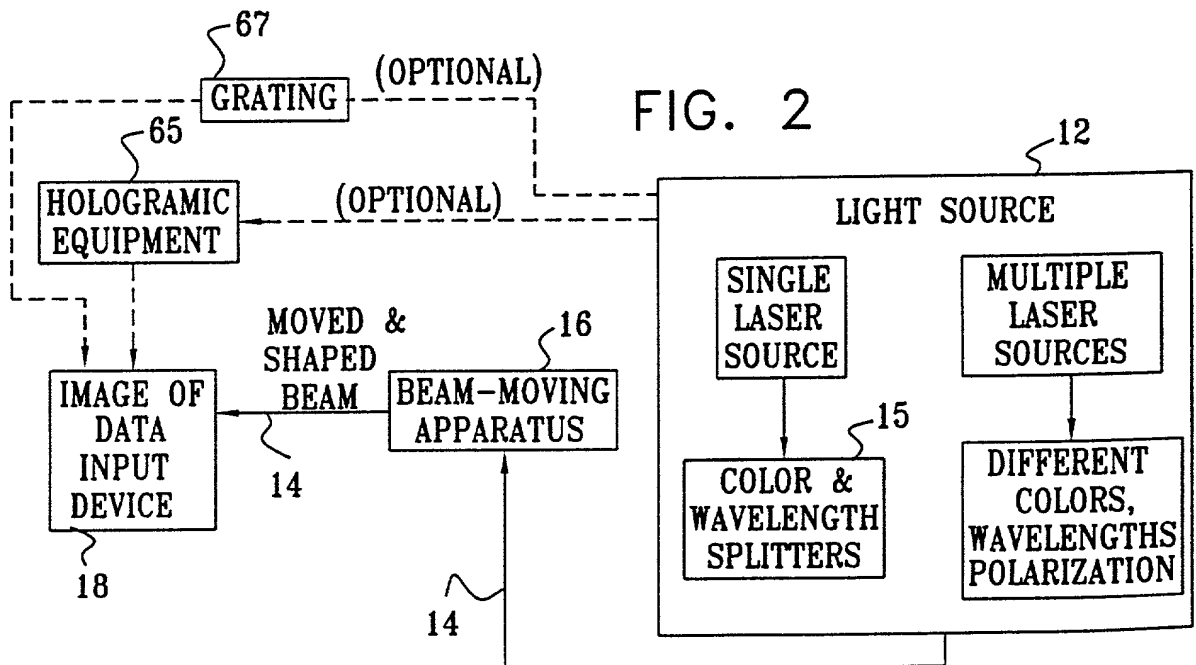 67
(OPTIONAL)
GRATING
FIG. 2
65
12
HOLOGRAMIC
EQUIPMENT
(OPTIONAL)
LIGHT SOURCE
SINGLE
LASER
SOURCE
MULTIPLE
LASER
SOURCES
MOVED &
SHAPED
BEAM
16
IMAGE OF
DATA
INPUT
DEVICE
BEAM-MOVING
APPARATUS
15
14
COLOR &
WAVELENGTH
SPLITTERS
DIFFERENT
COLORS,
WAVELENGTHS
POLARIZATION
18
14